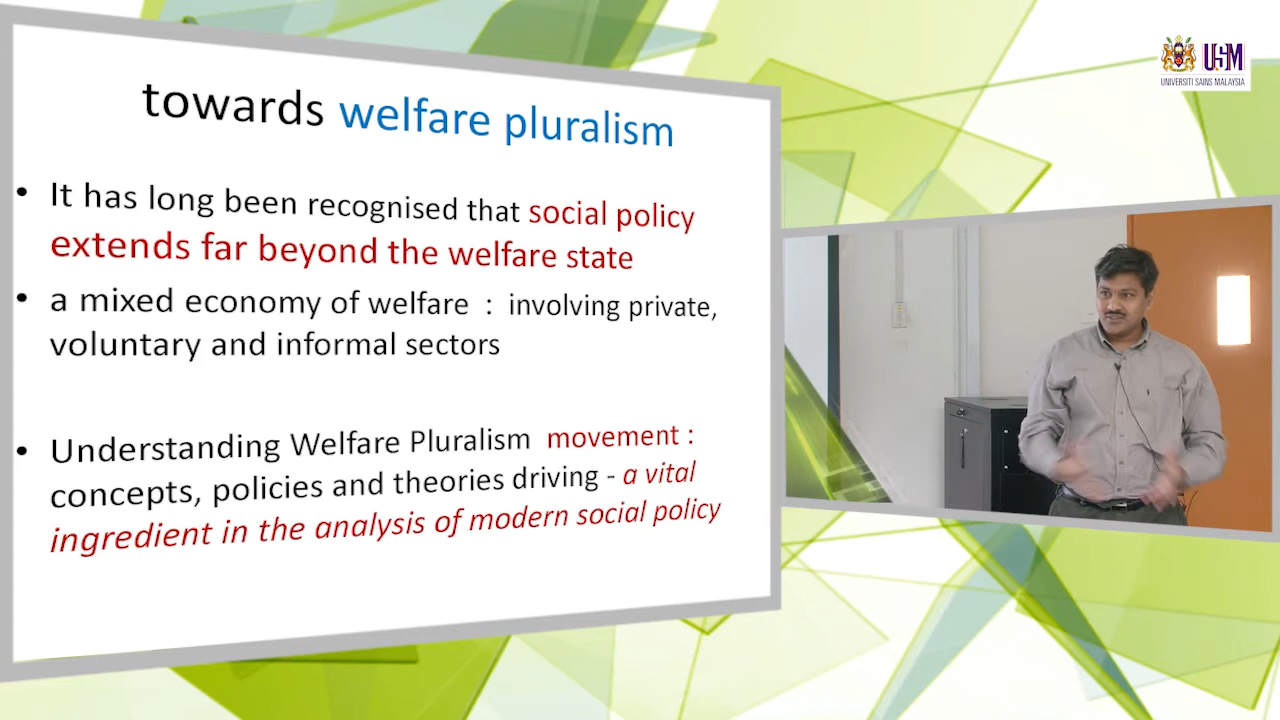 towards welfare pluralism
• It has long been recognised that social policy
extends far beyond the welfare state
• a mixed economy of welfare : involving private,
voluntary and informal sectors
• Understanding Welfare Pluralism movement :
concepts, policies and theories driving - a vital
ingredient in the analysis of modern social policy
USM
UNIVERSITI SAINS MALAYSIA